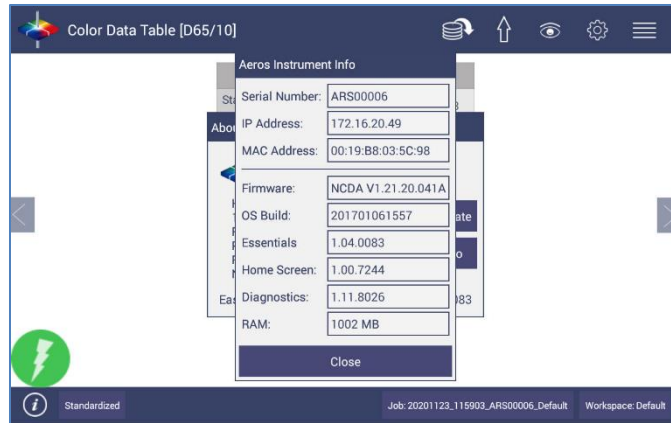 Color Data Table [D65/10]
Aeros Instrument Info
Serial Number: ARS00006
IP Address: 172.16.20.49
MAC Address: 00:19:B8:03:5C:98
Firmware: NCDA V1.21.20.041A
OS Build: 201701061557
Essentials 1.04.0083
Home Screen: 1.00.7244
Diagnostics: 1.11.8026
RAM: 1002 MB
Close
Standardized
Job: 20201123_115903_ARS00006_Default
Workspace: Default